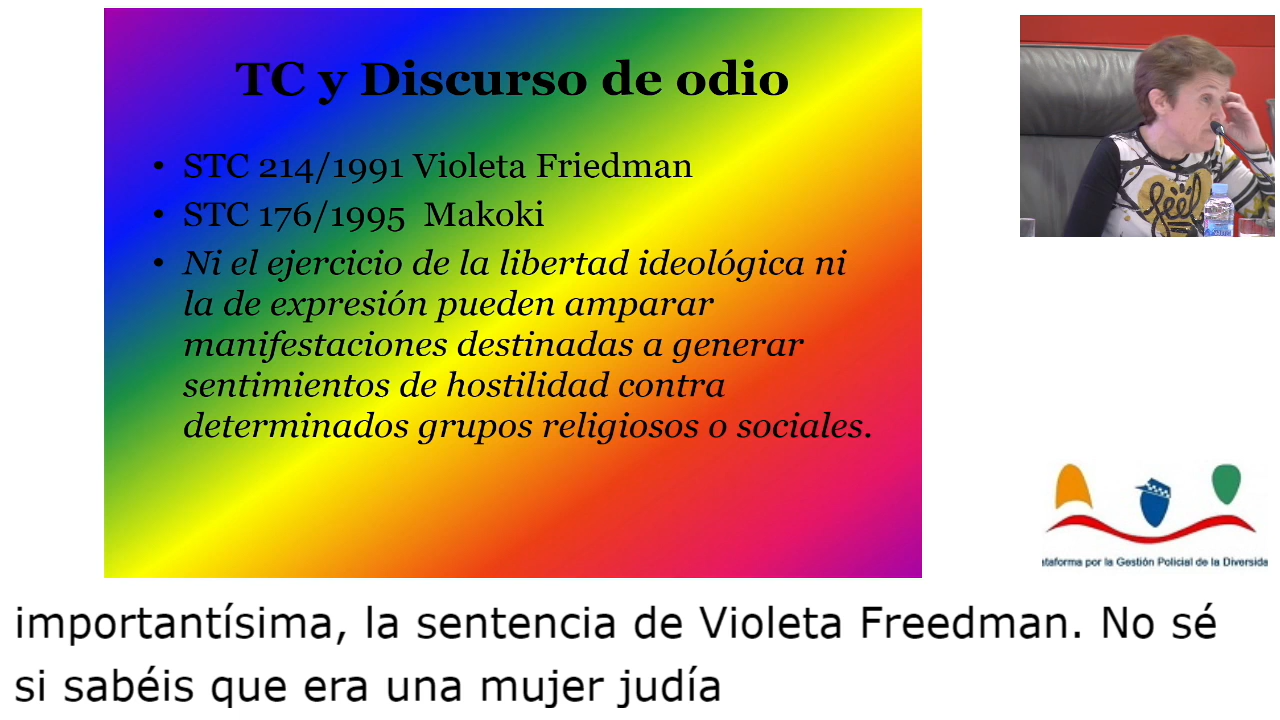 TC y Discurso de odio
• STC 214/1991 Violeta Friedman
• STC 176/1995 Makoki
• Ni el ejercicio de la libertad ideológica ni
la de expresión pueden amparar
manifestaciones destinadas a generar
sentimientos de hostilidad contra
determinados grupos religiosos o sociales.
feel
ataforma por la Gestión Policial de la Diversida
importantísima, la sentencia de Violeta Freedman. No sé
si sabéis que era una mujer judía